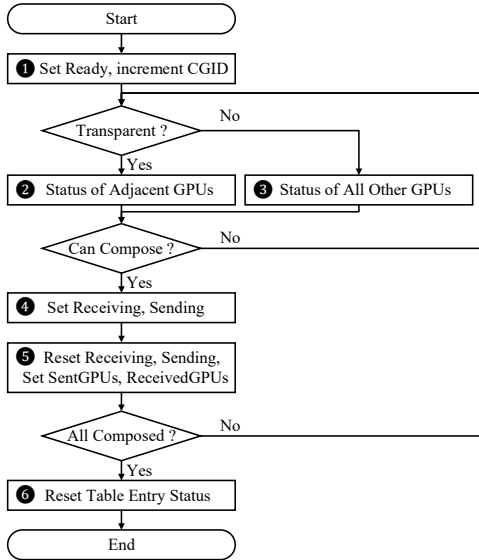 Start
❶ Set Ready, increment CGID
Transparent ?
No
Yes
❷ Status of Adjacent GPUs
❸ Status of All Other GPUs
Can Compose ?
No
Yes
❹ Set Receiving, Sending
❺ Reset Receiving, Sending,
Set SentGPUs, ReceivedGPUs
All Composed ?
No
Yes
❻ Reset Table Entry Status
End